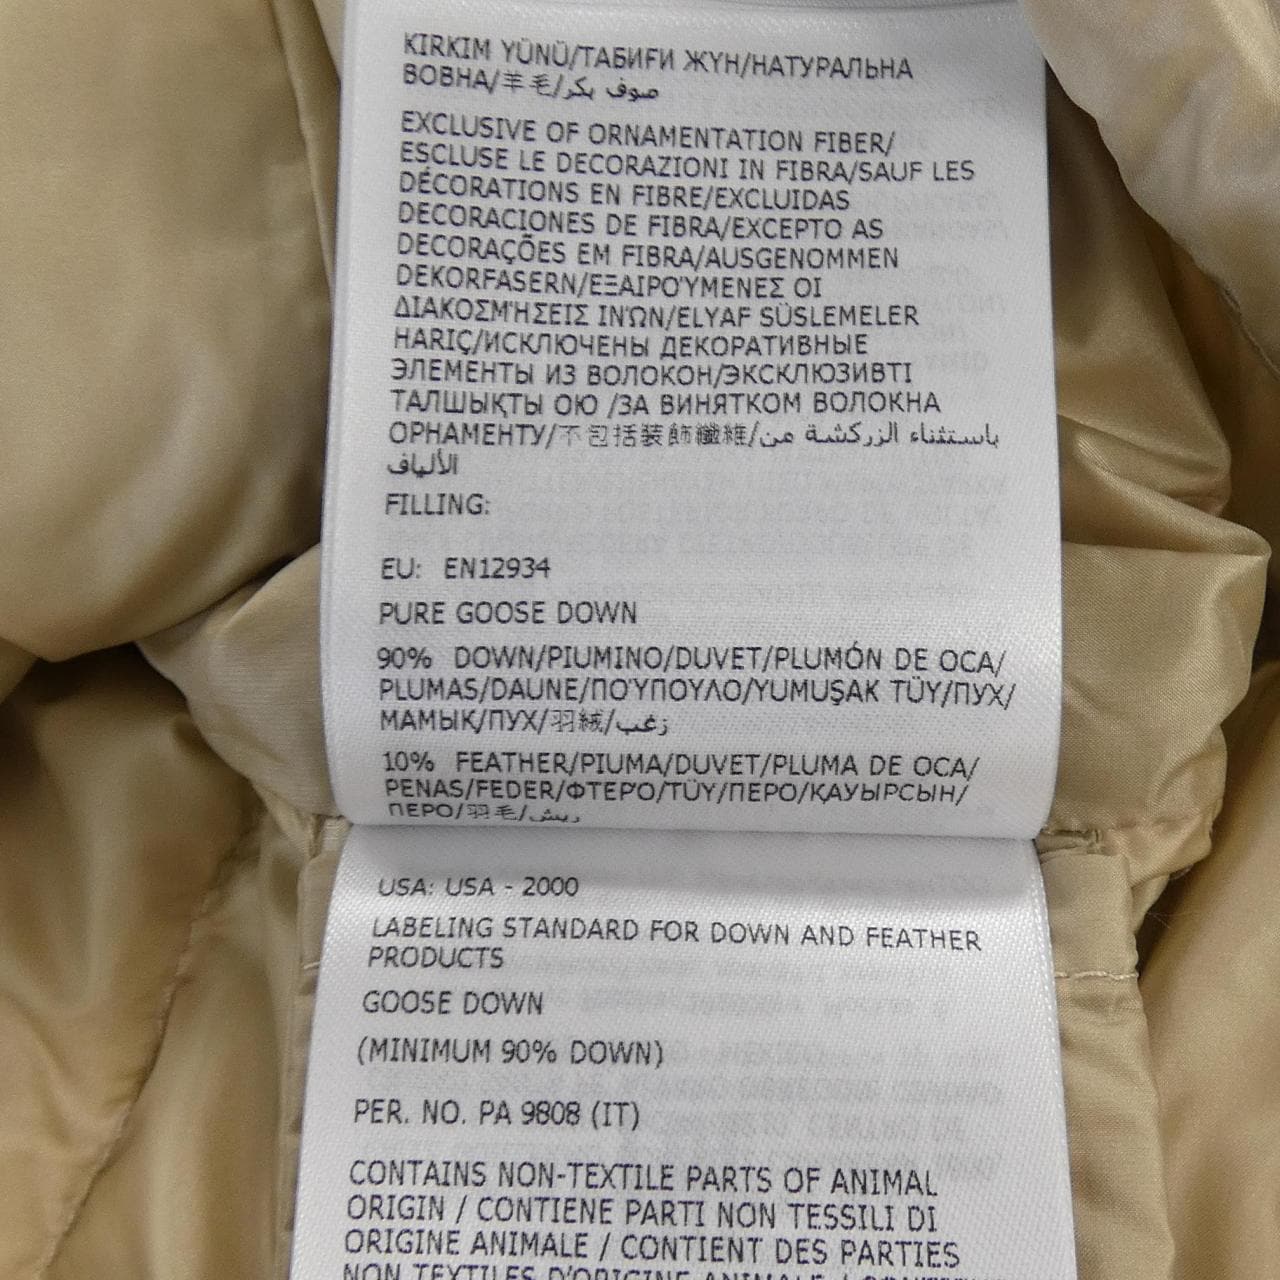 KIRKIM YÜNÜ/ТАБИҒИ ЖҮН/НАТУРАЛЬНА
ВОВНА/羊毛/صوف بكر
EXCLUSIVE OF ORNAMENTATION FIBER/
ESCLUSE LE DECORAZIONI IN FIBRA/SAUF LES
DÉCORATIONS EN FIBRE/EXCLUIDAS
DECORACIONES DE FIBRA/EXCEPTO AS
DECORAÇÕES EM FIBRA/AUSGENOMMEN
DEKORFASERN/ΕΞΑΙΡΟΎΜΕΝΕΣ ΟΙ
ΔΙΑΚΟΣΜΉΣΕΙΣ ΙΝΏΝ/ELYAF SÜSLEMELER
HARIÇ/ИСКЛЮЧЕНЫ ДЕКОРАТИВНЫЕ
ЭЛЕМЕНТЫ ИЗ ВОЛОКОН/ЭКСКЛЮЗИВТІ
ТАЛШЫҚТЫ ОЮ /ЗА ВИНЯТКОМ ВОЛОКНА
ОРНАМЕНТУ/不包括装飾纖維/باستثناء الزركشة من
الألياف
FILLING:
EU: EN12934
PURE GOOSE DOWN
90% DOWN/PIUMINO/DUVET/PLUMÓN DE OCA/
PLUMAS/DAUNE/ΠΟΎΠΟΥΛΟ/YUMUŞAK TÜY/ПУХ/
МАМЫҚ/ПУХ/羽絨/زغب
10% FEATHER/PIUMA/DUVET/PLUMA DE OCA/
PENAS/FEDER/ΦΤΕΡΌ/TÜY/ПЕРО/ҚАУЫРСЫН/
ПЕРО/羽毛/ريش
USA: USA - 2000
LABELING STANDARD FOR DOWN AND FEATHER
PRODUCTS
GOOSE DOWN
(MINIMUM 90% DOWN)
PER. NO. PA 9808 (IT)
CONTAINS NON-TEXTILE PARTS OF ANIMAL
ORIGIN / CONTIENE PARTI NON TESSILI DI
ORIGINE ANIMALE / CONTIENT DES PARTIES
NON TEXTILES D'ORIGINE ANIMALE /